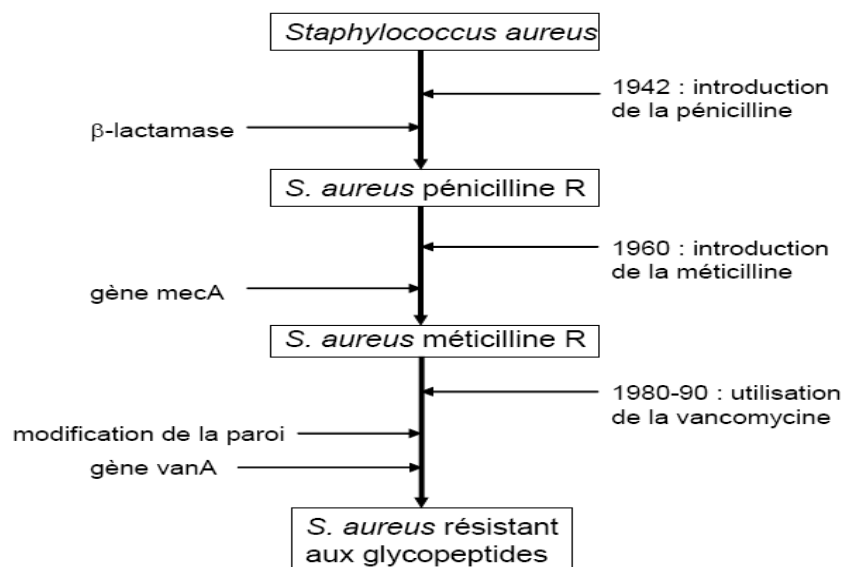 Staphylococcus aureus
1942 : introduction
de la pénicilline
β-lactamase
S. aureus pénicilline R
1960 : introduction
de la méticilline
gène mecA
S. aureus méticilline R
1980-90 : utilisation
de la vancomycine
modification de la paroi
gène vanA
S. aureus résistant
aux glycopeptides